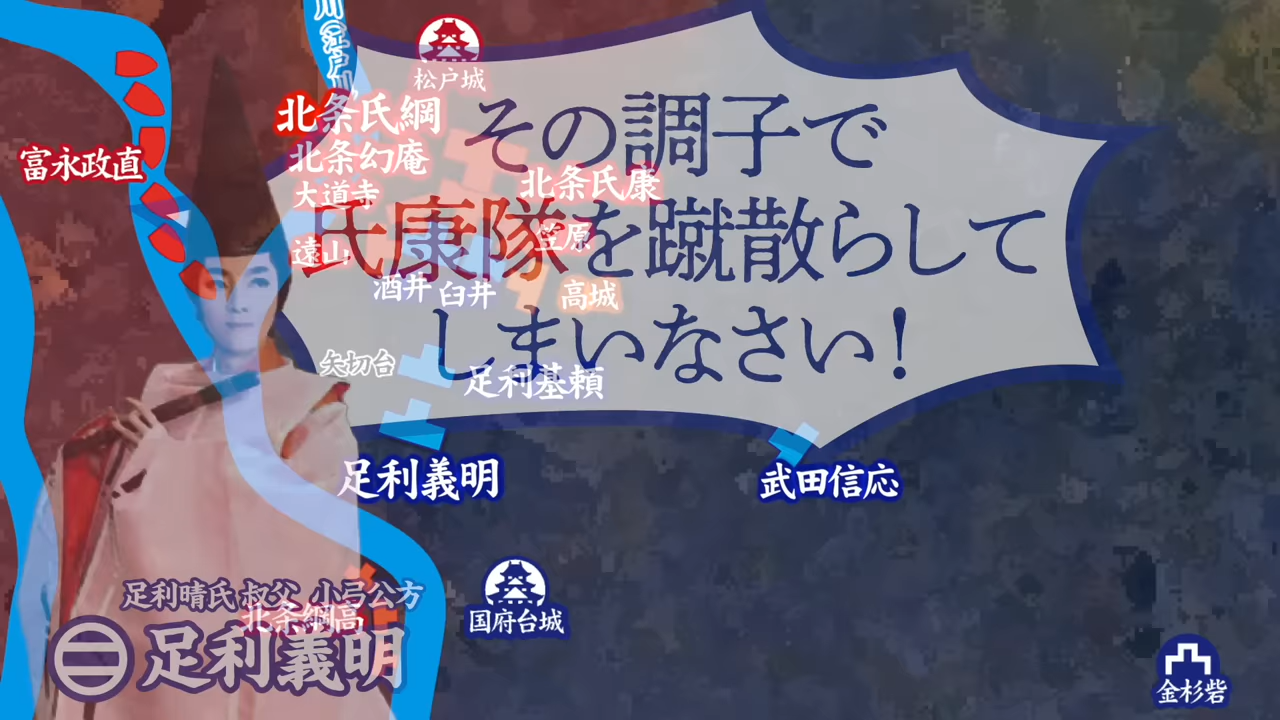 川(江戸川)
松戸城
その調子で
氏康隊を蹴散らして
しまいなさい!
北条氏綱
北条幻庵
大道寺
北条氏康
富永政直
遠山
笠原
酒井
臼井
高城
矢切台
足利基頼
足利義明
武田信応
足利晴氏 叔父 小弓公方
足利義明
北条綱高
国府台城
金杉砦